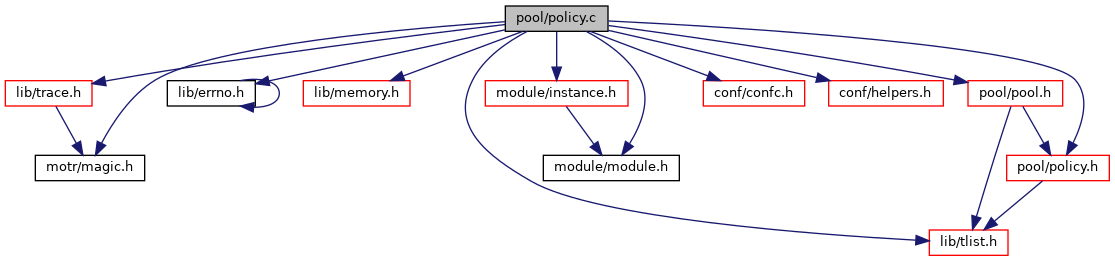 pool/policy.c
lib/trace.h
lib/errno.h
lib/memory.h
module/instance.h
conf/confc.h
conf/helpers.h
pool/pool.h
motr/magic.h
module/module.h
pool/policy.h
lib/tlist.h